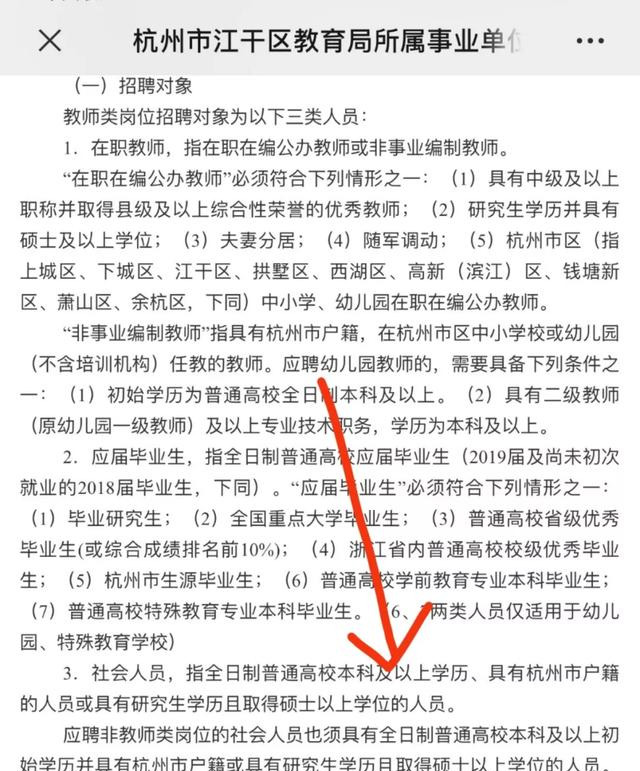 杭州市江干区教育局所属事业单位
（一）招聘对象
教师类岗位招聘对象为以下三类人员：
1．在职教师，指在职在编公办教师或非事业编制教师。
“在职在编公办教师”必须符合下列情形之一：（1）具有中级及以上
职称并取得县级及以上综合性荣誉的优秀教师；（2）研究生学历并具有
硕士及以上学位；（3）夫妻分居；（4）随军调动；（5）杭州市区（指
上城区、下城区、江干区、拱墅区、西湖区、高新（滨江）区、钱塘新
区、萧山区、余杭区，下同）中小学、幼儿园在职在编公办教师。
“非事业编制教师”指具有杭州市户籍，在杭州市区中小学校或幼儿园
（不含培训机构）任教的教师。应聘幼儿园教师的，需要具备下列条件之
一：（1）初始学历为普通高校全日制本科及以上。（2）具有二级教师
（原幼儿园一级教师）及以上专业技术职务，学历为本科及以上。
2．应届毕业生，指全日制普通高校应届毕业生（2019届及尚未初次
就业的2018届毕业生，下同）。“应届毕业生”必须符合下列情形之一：
（1）毕业研究生；（2）全国重点大学毕业生；（3）普通高校省级优秀
毕业生(或综合成绩排名前10%)；（4）浙江省内普通高校校级优秀毕业
生；（5）杭州市生源毕业生；（6）普通高校学前教育专业本科毕业生；
（7）普通高校特殊教育专业本科毕业生。（6、7两类人员仅适用于幼儿
园、特殊教育学校）
3．社会人员，指全日制普通高校本科及以上学历、具有杭州市户籍
的人员或具有研究生学历且取得硕士以上学位的人员。
应聘非教师类岗位的社会人员也须具有全日制普通高校本科及以上初
始学历并具有杭州市户籍或具有研究生学历且取得硕士以上学位的人员。